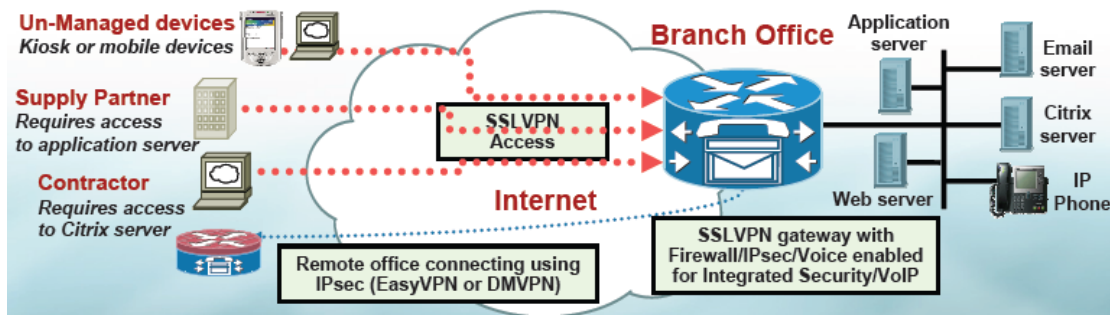 Un-Managed devices
Kiosk or mobile devices
Supply Partner
Requires access
to application server
Contractor
Requires access
to Citrix server
SSLVPN
Access
Internet
Remote office connecting using
IPsec (EasyVPN or DMVPN)
Branch Office
SSLVPN gateway with
Firewall/IPsec/Voice enabled
for Integrated Security/VoIP
Application
server
Email
server
Citrix
server
Web server
IP
Phone